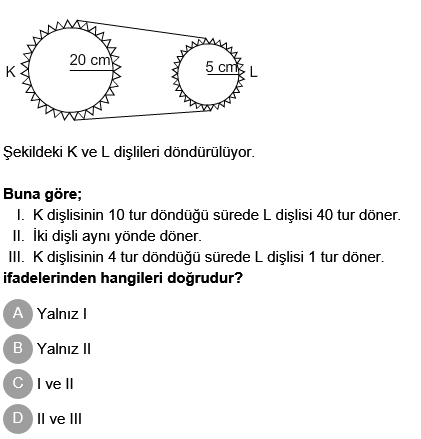 20 cm
5 cm
K
L
Şekildeki K ve L dişlileri döndürülüyor.
Buna göre;
I. K dişlisinin 10 tur döndüğü sürede L dişlisi 40 tur döner.
II. İki dişli aynı yönde döner.
III. K dişlisinin 4 tur döndüğü sürede L dişlisi 1 tur döner.
ifadelerinden hangileri doğrudur?
A Yalnız I
B Yalnız II
C I ve II
D II ve III